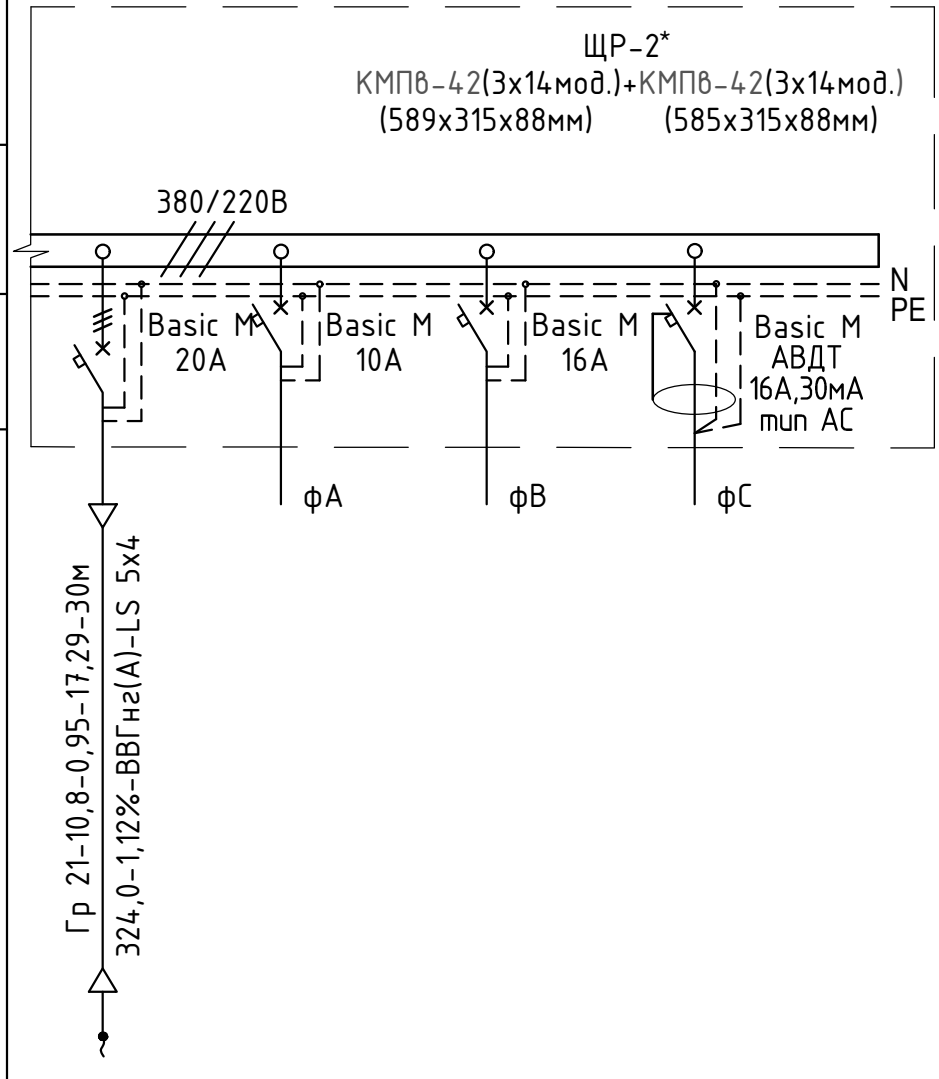 ЩР-2*
КМПв-42(3х14мод.)+КМПв-42(3х14мод.)
(589х315х88мм) (585х315х88мм)
380/220В
N
PE
Basic M
20А
Basic M
10А
Basic M
16А
Basic M
АВДТ
16А,30мА
тип АС
фА
фВ
фС
Гр 21-10,8-0,95-17,29-30м
324,0-1,12%-ВВГнг(А)-LS 5х4